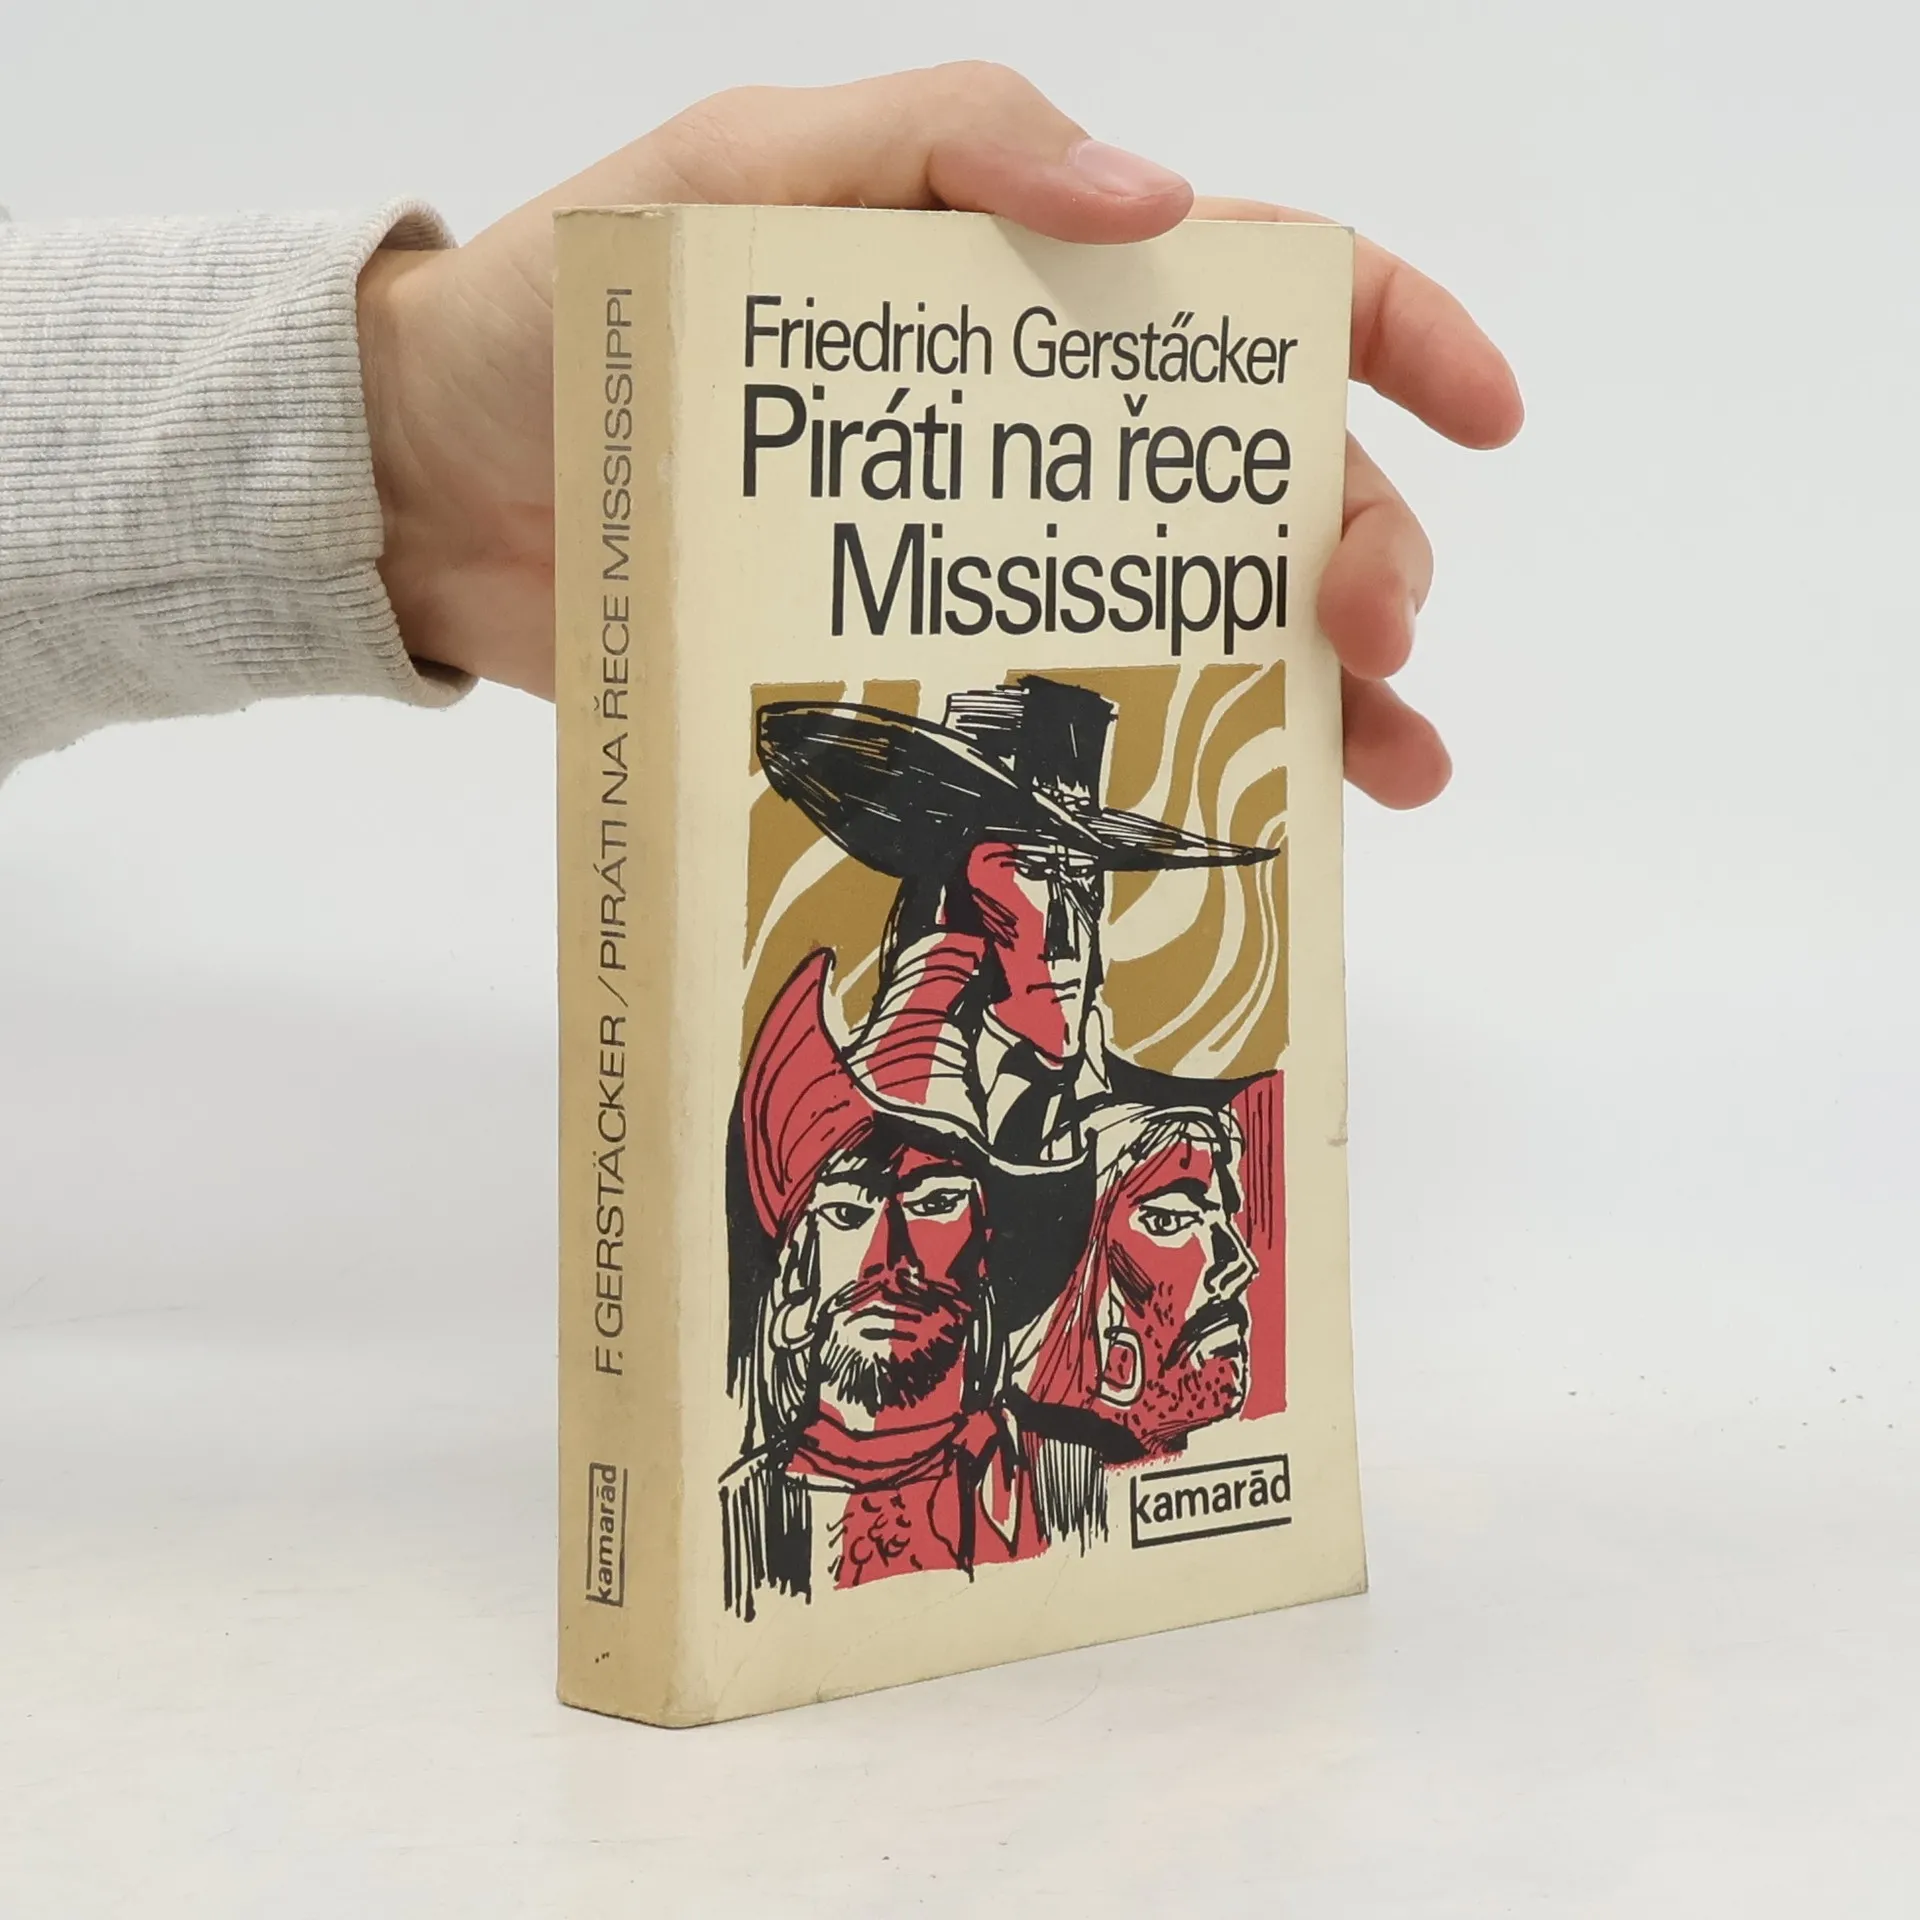 Friedrich Gerstäcker
Piráti na řece
Mississippi
kamarád
F. GERSTÄCKER / PIRÁTI NA ŘECE MISSISSIPPI
kamarád